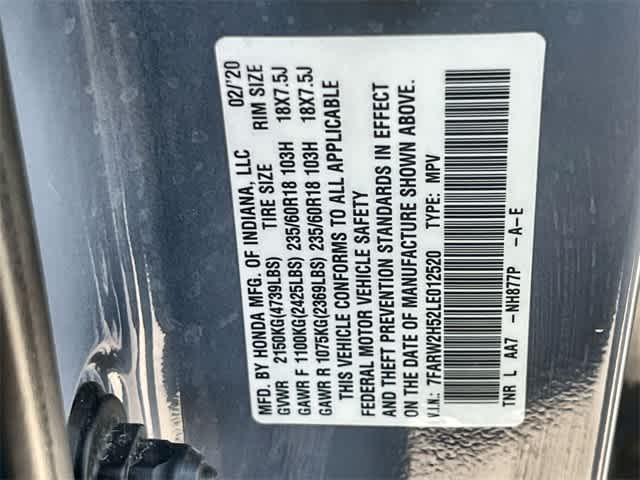 MFD. BY HONDA MFG. OF INDIANA, LLC 02/'20
GVWR 2150KG(4739LBS) TIRE SIZE RIM SIZE
GAWR F 1100KG(2425LBS) 235/60R18 103H 18X7.5J
GAWR R 1075KG(2369LBS) 235/60R18 103H 18X7.5J
THIS VEHICLE CONFORMS TO ALL APPLICABLE
FEDERAL MOTOR VEHICLE SAFETY
AND THEFT PREVENTION STANDARDS IN EFFECT
ON THE DATE OF MANUFACTURE SHOWN ABOVE.
V.I.N.: 7FARW2H52LE012520 TYPE: MPV
TNR L AA7 -NH877P -A-E